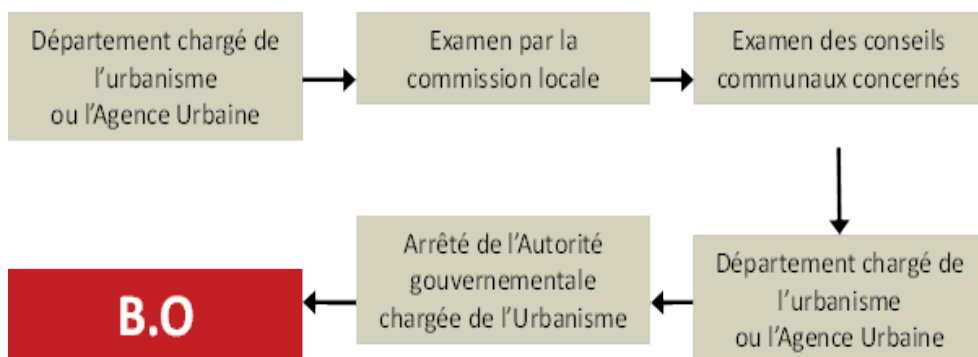 Département chargé de
l'urbanisme
ou l'Agence Urbaine
Examen par la
commission locale
Examen des conseils
communaux concernés
Département chargé de
l'urbanisme
ou l'Agence Urbaine
Arrêté de l'Autorité
gouvernementale
chargée de l'Urbanisme
B.O